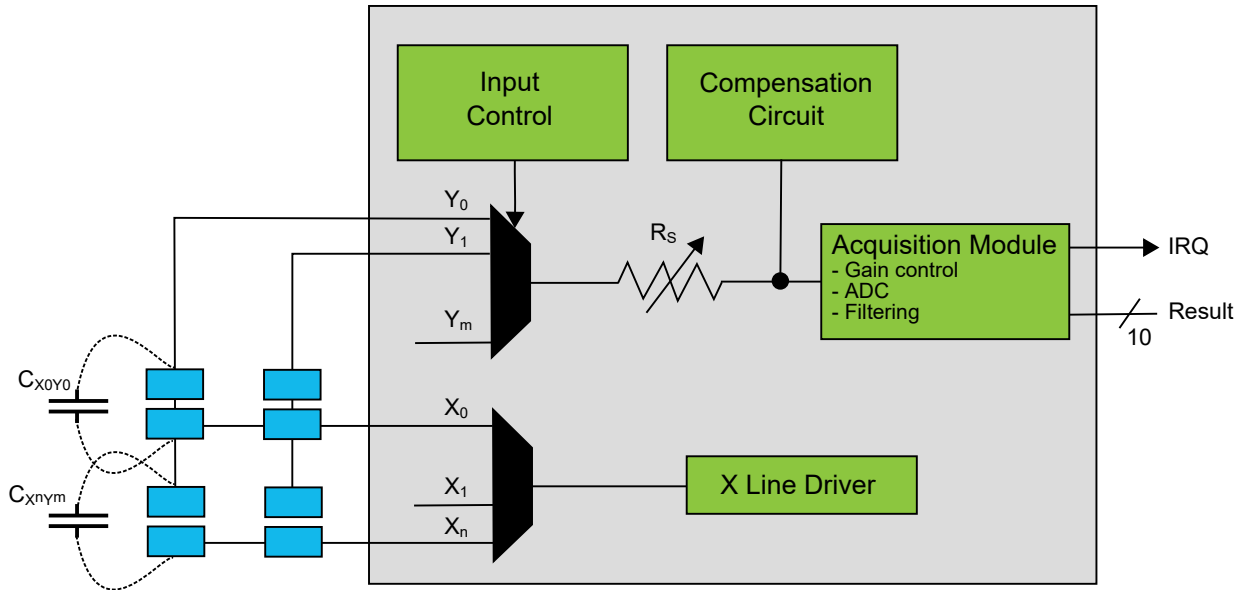 Input
Control
Compensation
Circuit
Y0
Y1
Ym
RS
Acquisition Module
- Gain control
- ADC
- Filtering
IRQ
Result
10
CX0Y0
CXnYm
X0
X1
Xn
X Line Driver